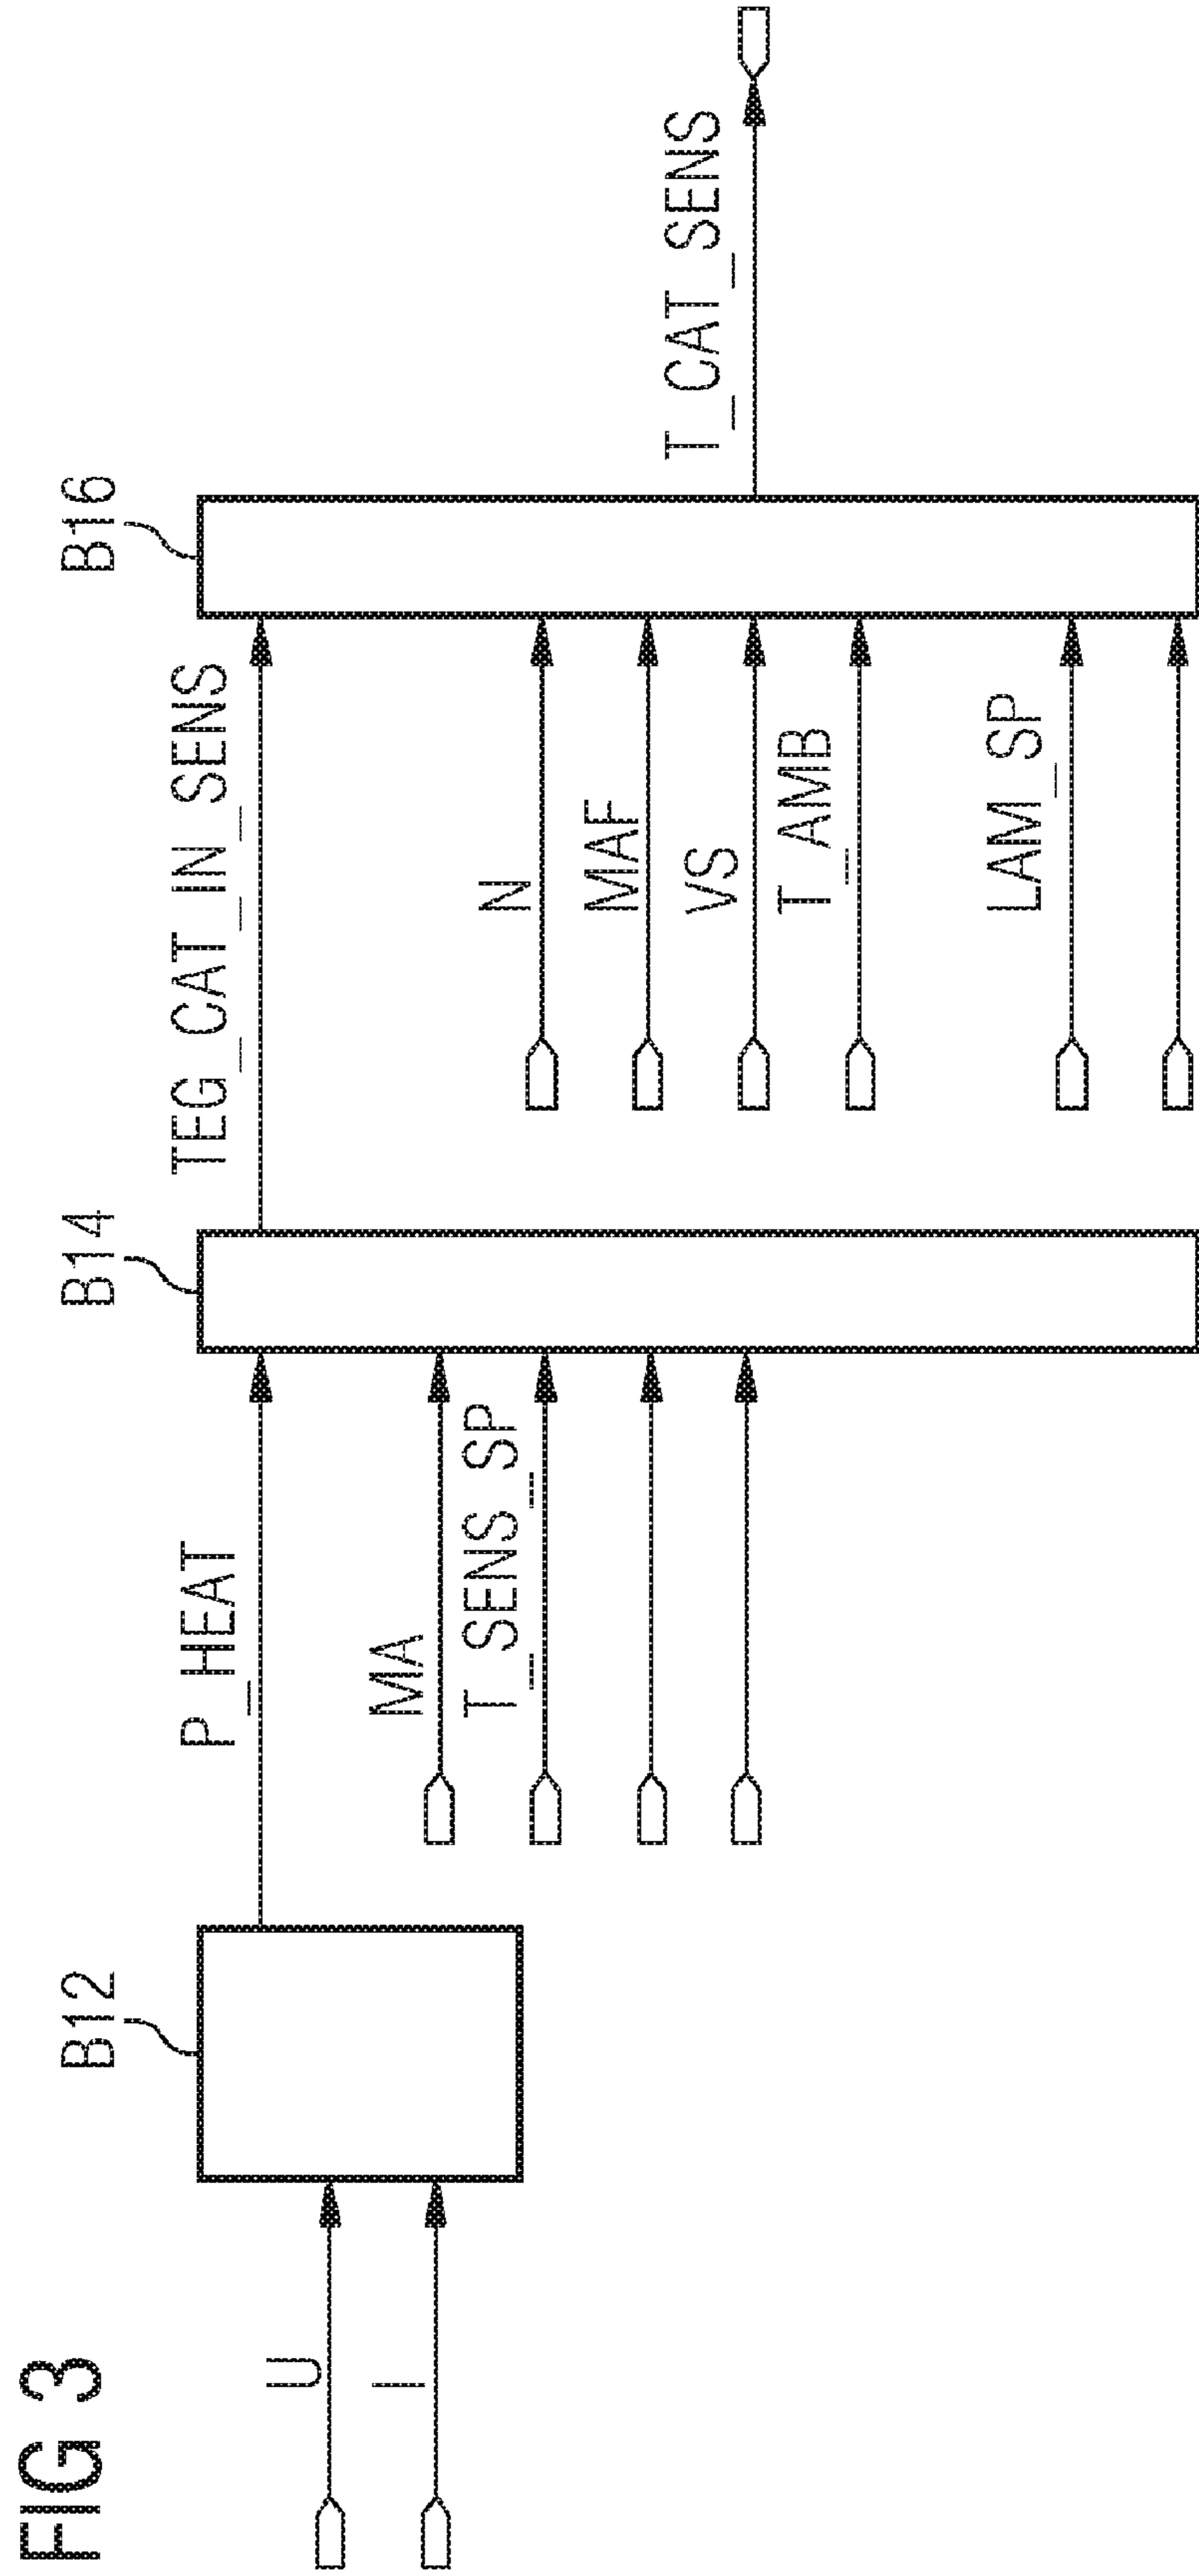 FIG 3
B12
B14
B16
U
I
P_HEAT
MA
T_SENS_SP
TEG_CAT_IN_SENS
N
MAF
VS
T_AMB
LAM_SP
T_CAT_SENS